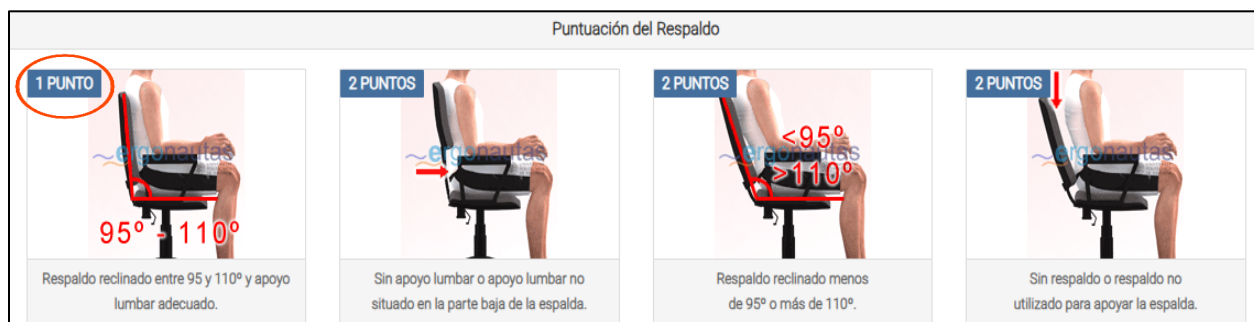 Puntuación del Respaldo
1 PUNTO
ergonautas
95º - 110º
Respaldo reclinado entre 95 y 110º y apoyo
lumbar adecuado.
2 PUNTOS
ergonautas
Sin apoyo lumbar o apoyo lumbar no
situado en la parte baja de la espalda.
2 PUNTOS
<95º
ergonautas
>110º
Respaldo reclinado menos
de 95º o más de 110º.
2 PUNTOS
ergonautas
Sin respaldo o respaldo no
utilizado para apoyar la espalda.